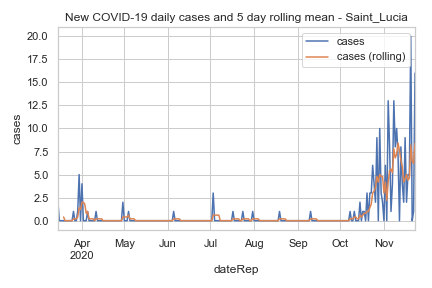 New COVID-19 daily cases and 5 day rolling mean - Saint_Lucia
cases
cases (rolling)
20.0
17.5
15.0
12.5
10.0
7.5
5.0
2.5
0.0
cases
Apr May Jun Jul Aug Sep Oct Nov
2020
dateRep